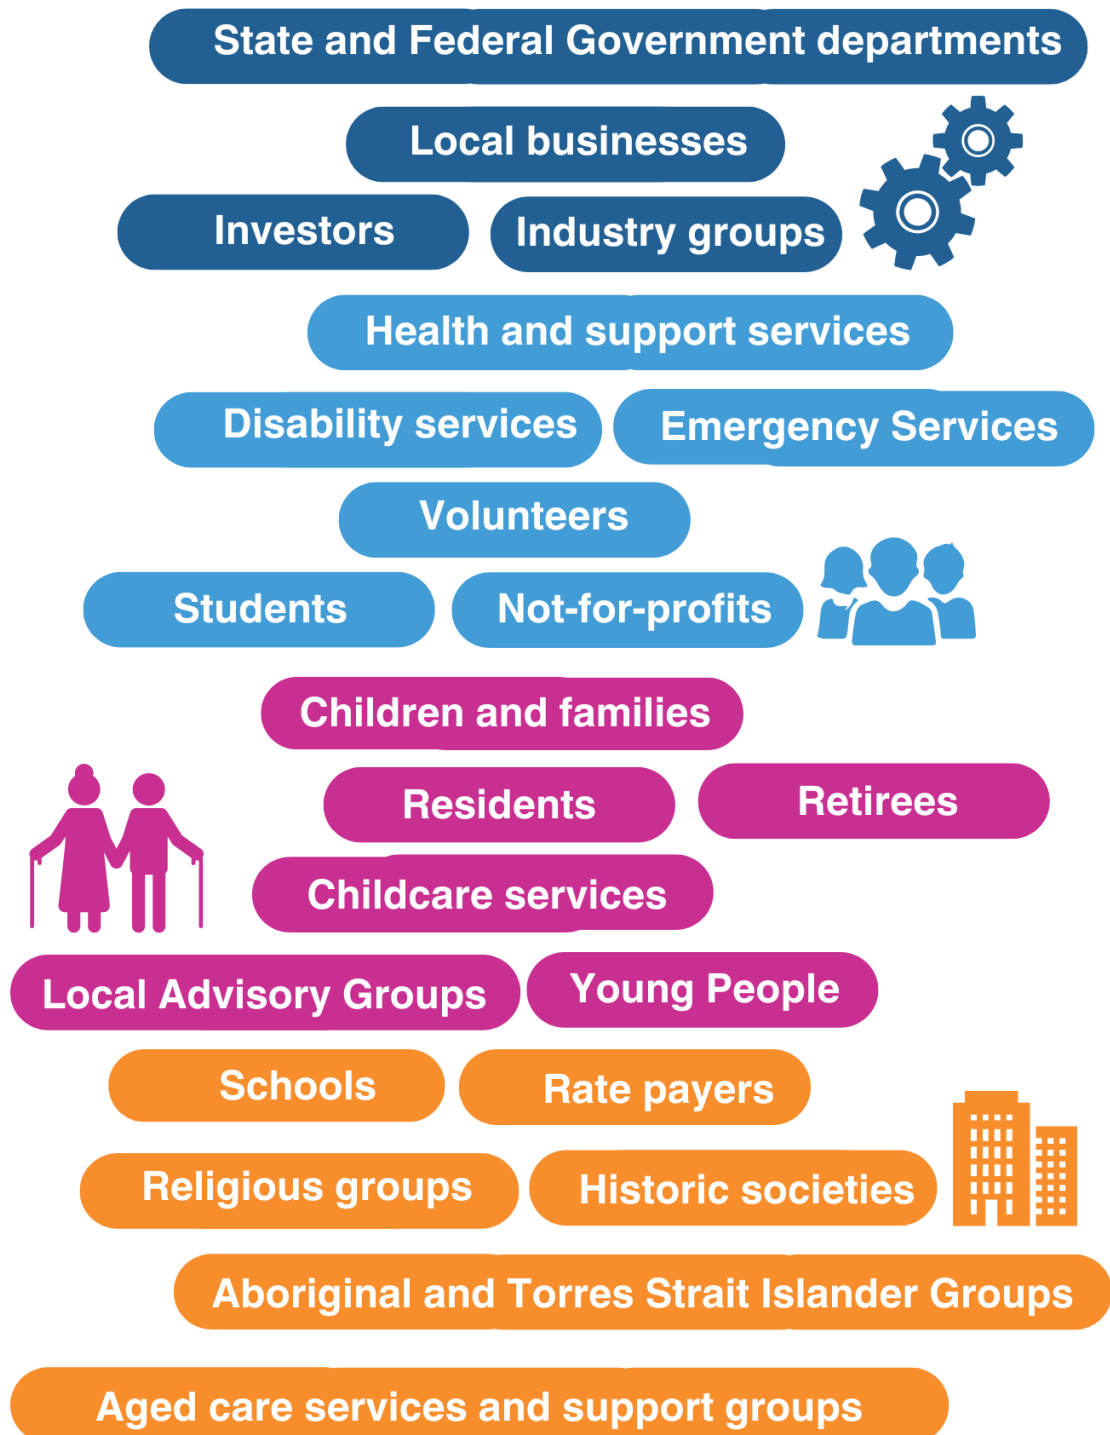 State and Federal Government departments
Local businesses
Investors
Industry groups
Health and support services
Disability services
Emergency Services
Volunteers
Students
Not-for-profits
Children and families
Residents
Retirees
Childcare services
Local Advisory Groups
Young People
Schools
Rate payers
Religious groups
Historic societies
Aboriginal and Torres Strait Islander Groups
Aged care services and support groups